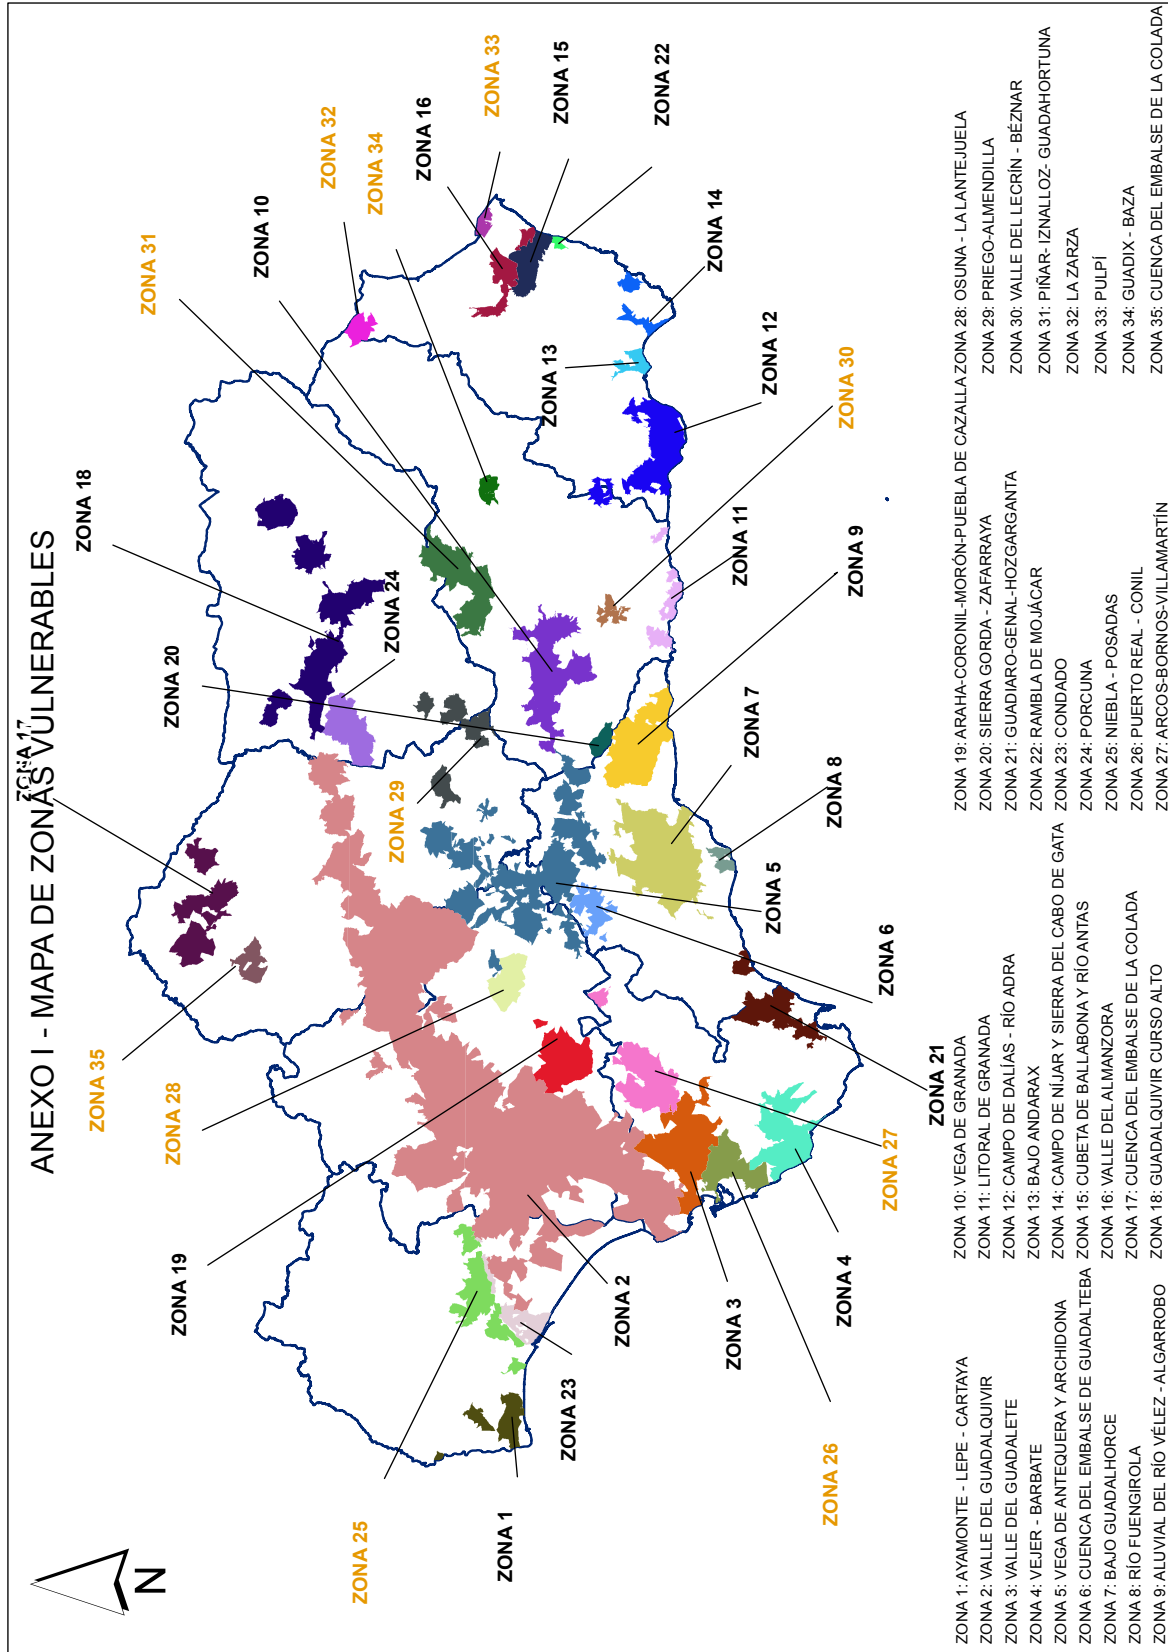 ANEXO I - MAPA DE ZONAS VULNERABLES
N
ZONA 17
ZONA 35
ZONA 28
ZONA 19
ZONA 25
ZONA 1
ZONA 23
ZONA 2
ZONA 3
ZONA 26
ZONA 4
ZONA 27
ZONA 21
ZONA 6
ZONA 5
ZONA 8
ZONA 7
ZONA 9
ZONA 29
ZONA 20
ZONA 24
ZONA 18
ZONA 31
ZONA 10
ZONA 32
ZONA 34
ZONA 16
ZONA 33
ZONA 15
ZONA 22
ZONA 14
ZONA 13
ZONA 12
ZONA 30
ZONA 11
ZONA 1: AYAMONTE - LEPE - CARTAYA
ZONA 2: VALLE DEL GUADALQUIVIR
ZONA 3: VALLE DEL GUADALETE
ZONA 4: VEJER - BARBATE
ZONA 5: VEGA DE ANTEQUERA Y ARCHIDONA
ZONA 6: CUENCA DEL EMBALSE DE GUADALTEBA
ZONA 7: BAJO GUADALHORCE
ZONA 8: RÍO FUENGIROLA
ZONA 9: ALUVIAL DEL RÍO VÉLEZ - ALGARROBO
ZONA 10: VEGA DE GRANADA
ZONA 11: LITORAL DE GRANADA
ZONA 12: CAMPO DE DALÍAS - RÍO ADRA
ZONA 13: BAJO ANDARAX
ZONA 14: CAMPO DE NÍJAR Y SIERRA DEL CABO DE GATA
ZONA 15: CUBETA DE BALLABONA Y RÍO ANTAS
ZONA 16: VALLE DEL ALMANZORA
ZONA 17: CUENCA DEL EMBALSE DE LA COLADA
ZONA 18: GUADALQUIVIR CURSO ALTO
ZONA 19: ARAHA-CORONIL-MORÓN-PUEBLA DE CAZALLA
ZONA 20: SIERRA GORDA - ZAFARRAYA
ZONA 21: GUADIARO-GENAL-HOZGARGANTA
ZONA 22: RAMBLA DE MOJÁCAR
ZONA 23: CONDADO
ZONA 24: PORCUNA
ZONA 25: NIEBLA - POSADAS
ZONA 26: PUERTO REAL - CONIL
ZONA 27: ARCOS-BORNOS-VILLAMARTÍN
ZONA 28: OSUNA - LA LANTEJUELA
ZONA 29: PRIEGO-ALMENDILLA
ZONA 30: VALLE DEL LECRÍN - BÉZNAR
ZONA 31: PIÑAR- IZNALLOZ- GUADAHORTUNA
ZONA 32: LA ZARZA
ZONA 33: PULPÍ
ZONA 34: GUADIX - BAZA
ZONA 35: CUENCA DEL EMBALSE DE LA COLADA